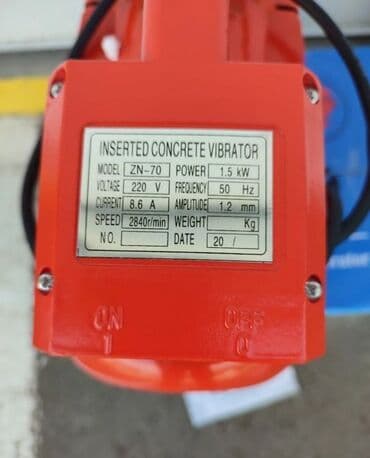 INSERTED CONCRETE VIBRATOR
MODEL ZN-70 POWER 1.5 kW
VOLTAGE 220 V FREQUENCY 50 Hz
CURRENT 8.6 A AMPLITUDE 1.2 mm
SPEED 2840r/min WEIGHT Kg
NO. DATE 20 /
ON OFF
1 0